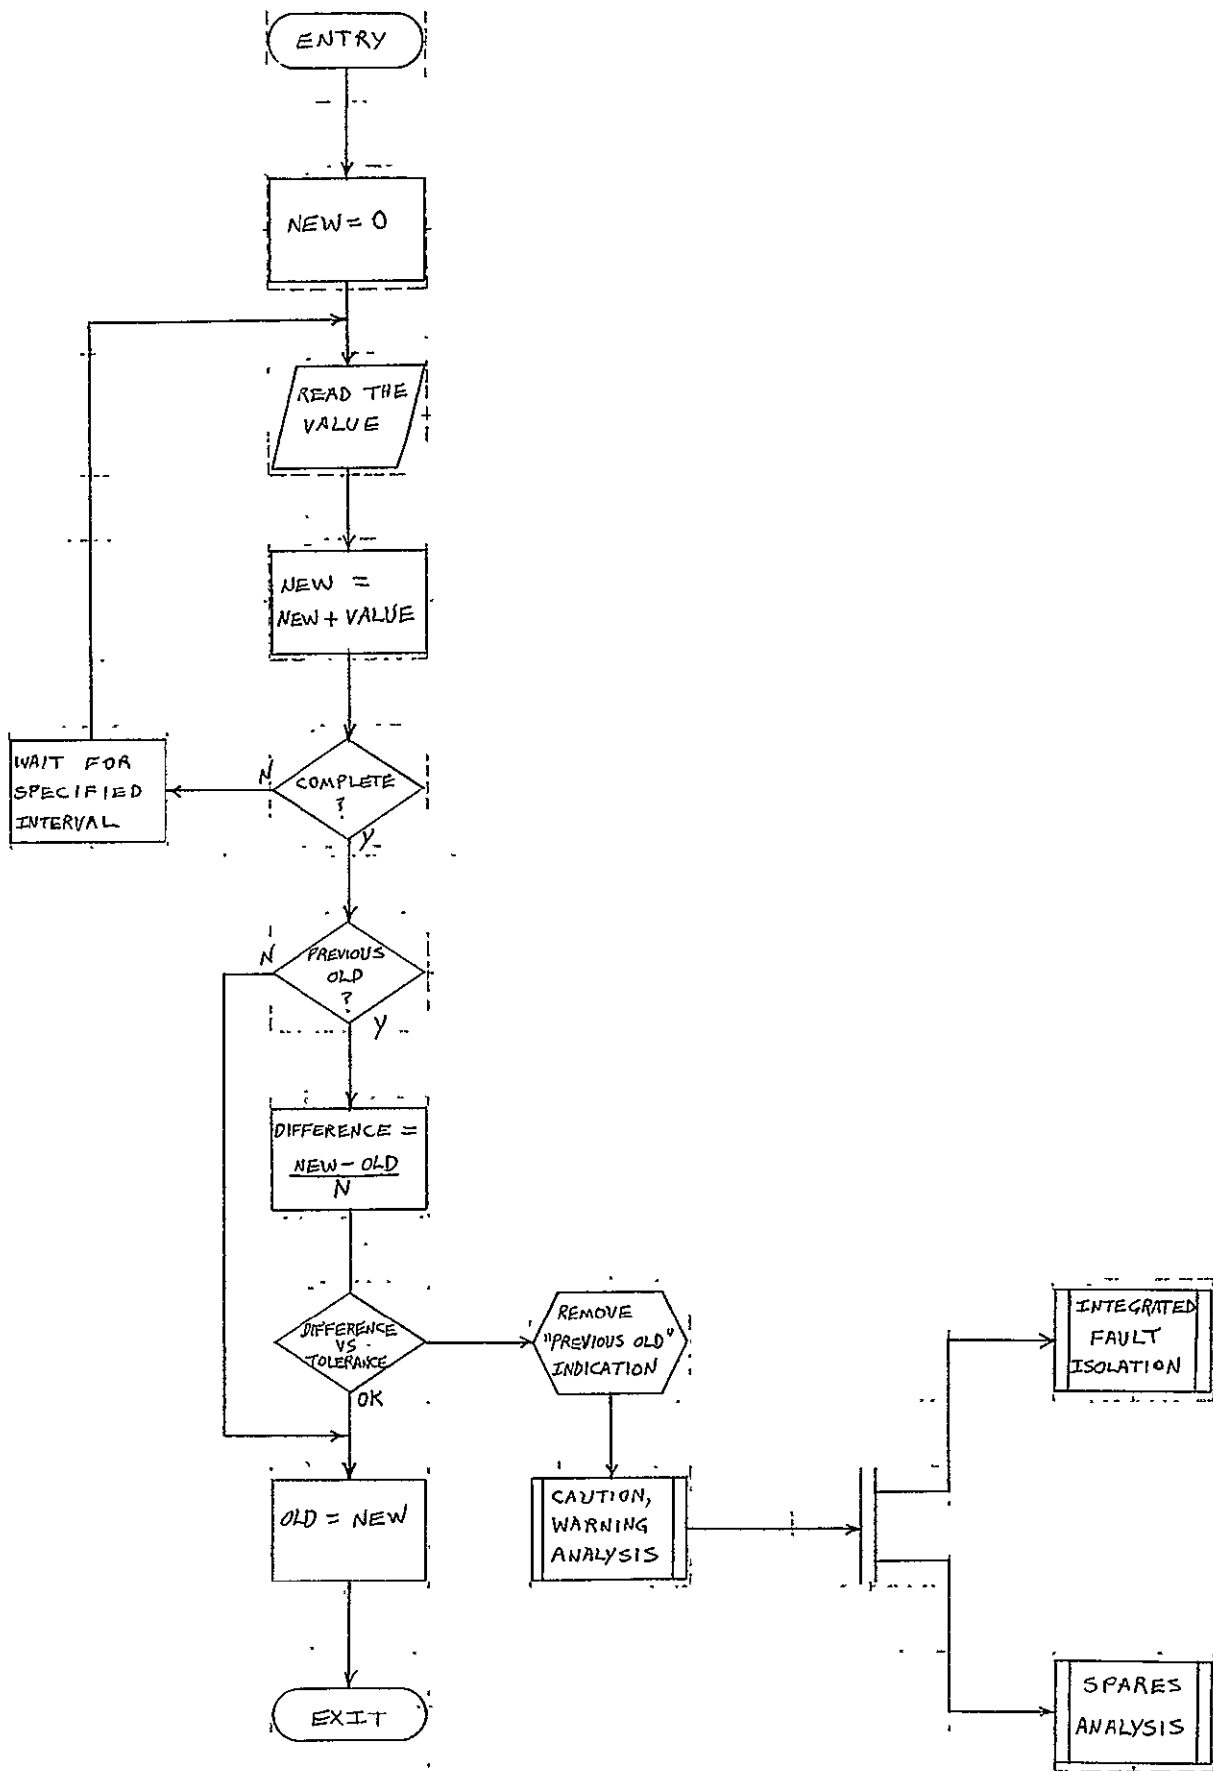 ENTRY
NEW = 0
READ THE
VALUE
NEW =
NEW + VALUE
WAIT FOR
SPECIFIED
INTERVAL
N
COMPLETE
?
Y
N
PREVIOUS
OLD
?
Y
DIFFERENCE =
NEW - OLD
N
DIFFERENCE
VS
TOLERANCE
OK
REMOVE
"PREVIOUS OLD"
INDICATION
INTEGRATED
FAULT
ISOLATION
OLD = NEW
CAUTION,
WARNING
ANALYSIS
EXIT
SPARES
ANALYSIS